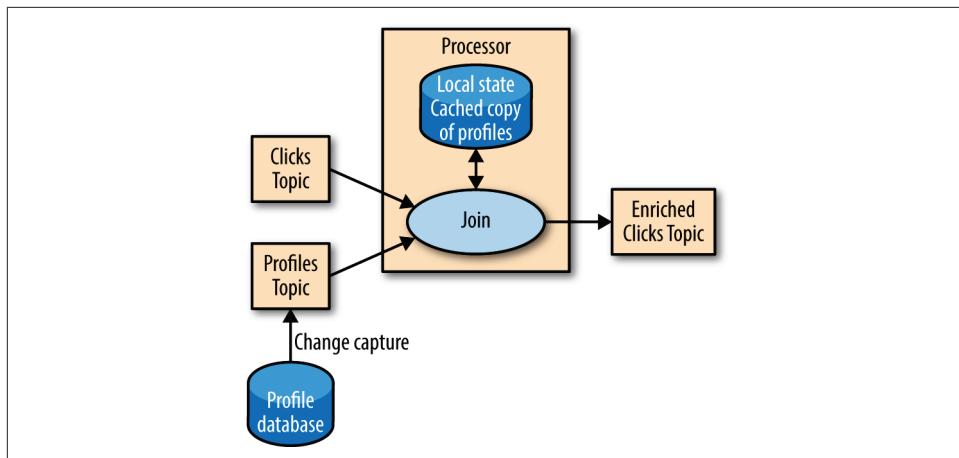 Processor
Local state
Cached copy
of profiles
Clicks
Topic
Join
Enriched
Clicks Topic
Profiles
Topic
Change capture
Profile
database